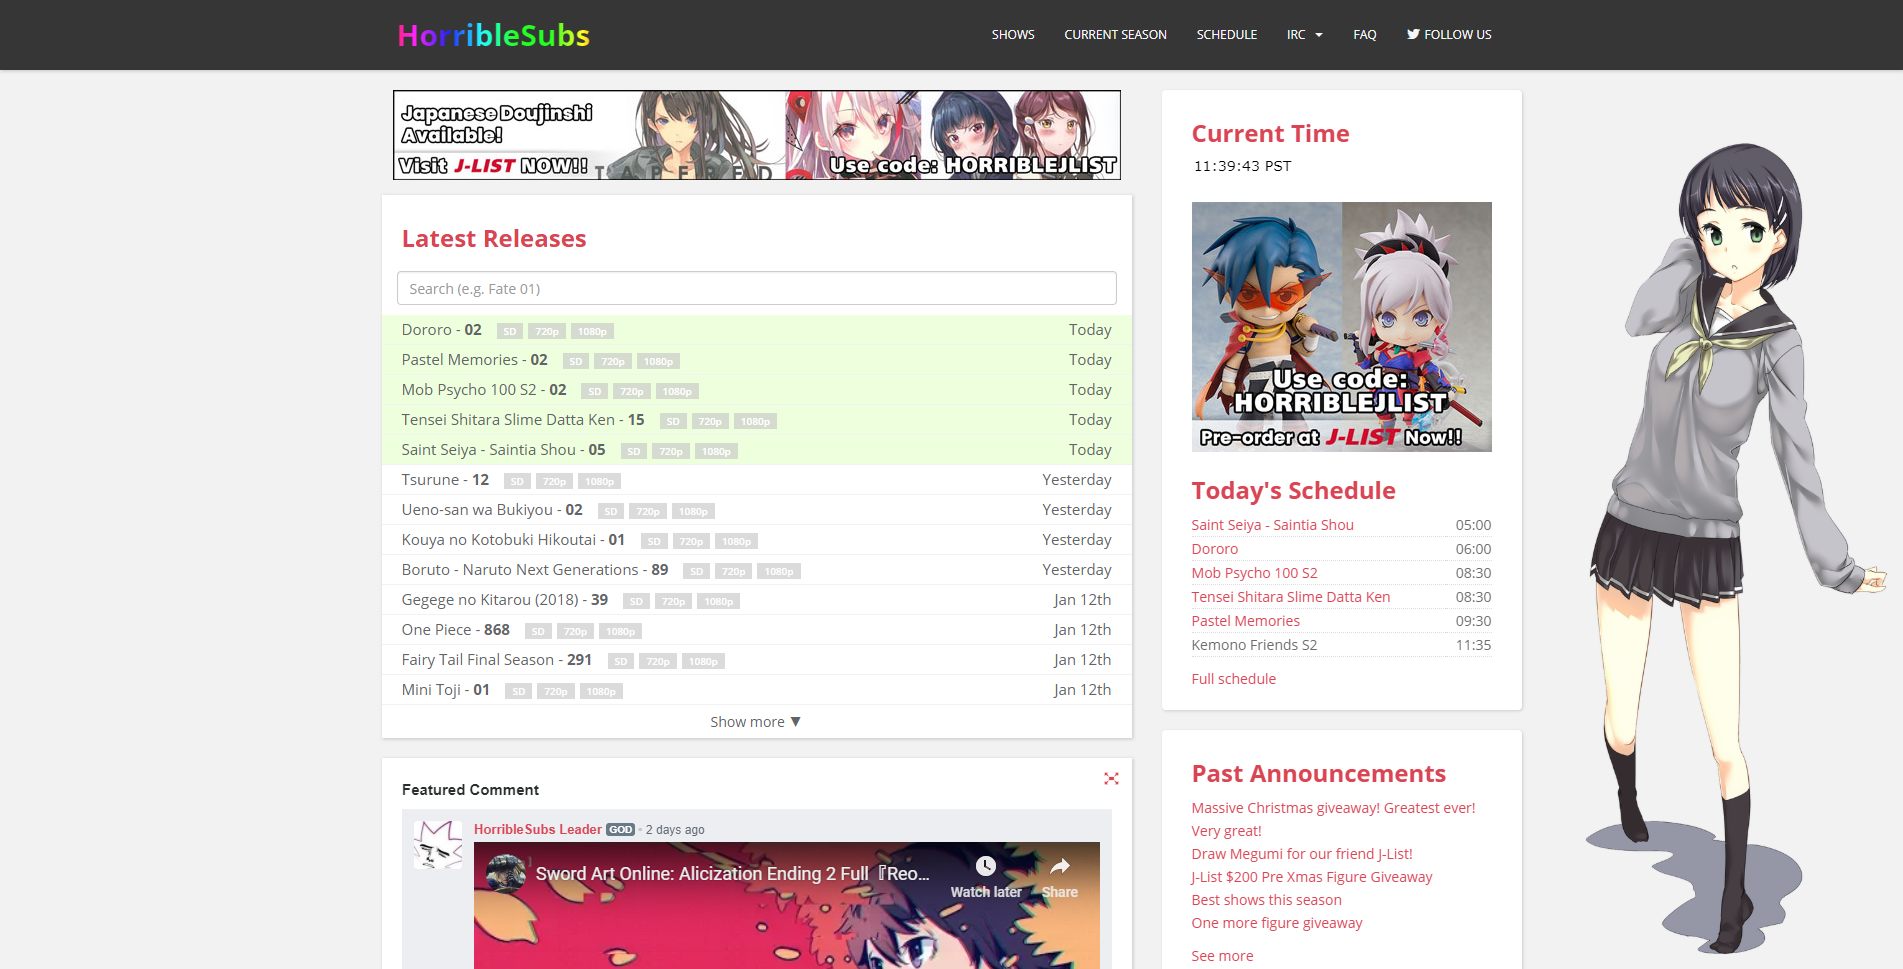 HorribleSubs
SHOWS
CURRENT SEASON
SCHEDULE
IRC
FAQ
FOLLOW US
Japanese Doujinshi
Available!
Visit J-LIST NOW!!
TAPERED
Use code: HORRIBLEJLIST
Latest Releases
Search (e.g. Fate 01)
Dororo - 02 SD 720p 1080p Today
Pastel Memories - 02 SD 720p 1080p Today
Mob Psycho 100 S2 - 02 SD 720p 1080p Today
Tensei Shitara Slime Datta Ken - 15 SD 720p 1080p Today
Saint Seiya - Saintia Shou - 05 SD 720p 1080p Today
Tsurune - 12 SD 720p 1080p Yesterday
Ueno-san wa Bukiyou - 02 SD 720p 1080p Yesterday
Kouya no Kotobuki Hikoutai - 01 SD 720p 1080p Yesterday
Boruto - Naruto Next Generations - 89 SD 720p 1080p Yesterday
Gegege no Kitarou (2018) - 39 SD 720p 1080p Jan 12th
One Piece - 868 SD 720p 1080p Jan 12th
Fairy Tail Final Season - 291 SD 720p 1080p Jan 12th
Mini Toji - 01 SD 720p 1080p Jan 12th
Show more ▼
Featured Comment
HorribleSubs Leader GOD • 2 days ago
Sword Art Online: Alicization Ending 2 Full『Reo...
Watch later
Share
Current Time
11:39:43 PST
Use code:
HORRIBLEJLIST
Pre-order at J-LIST Now!!
Today's Schedule
Saint Seiya - Saintia Shou 05:00
Dororo 06:00
Mob Psycho 100 S2 08:30
Tensei Shitara Slime Datta Ken 08:30
Pastel Memories 09:30
Kemono Friends S2 11:35
Full schedule
Past Announcements
Massive Christmas giveaway! Greatest ever!
Very great!
Draw Megumi for our friend J-List!
J-List $200 Pre Xmas Figure Giveaway
Best shows this season
One more figure giveaway
See more